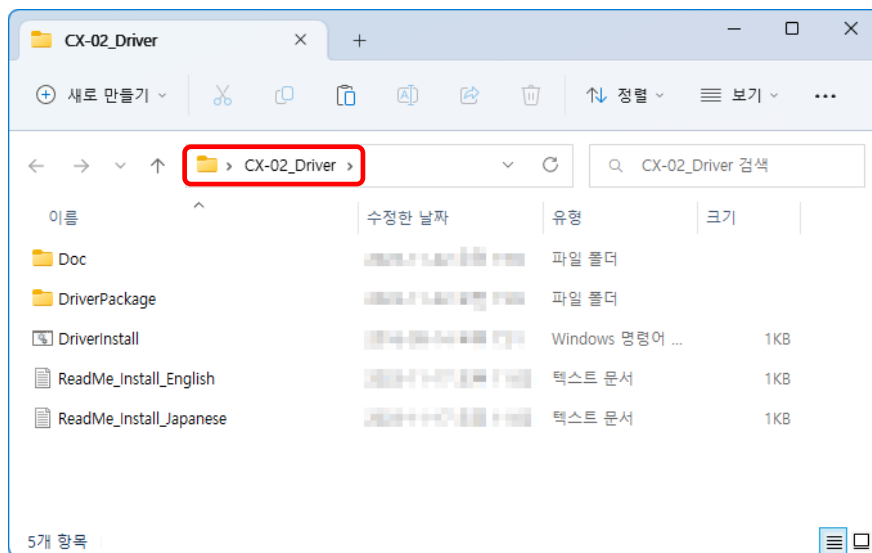 CX-02_Driver
새로 만들기 정렬 보기
CX-02_Driver CX-02_Driver 검색
이름 수정한 날짜 유형 크기
Doc 파일 폴더
DriverPackage 파일 폴더
DriverInstall Windows 명령어 ... 1KB
ReadMe_Install_English 텍스트 문서 1KB
ReadMe_Install_Japanese 텍스트 문서 1KB
5개 항목